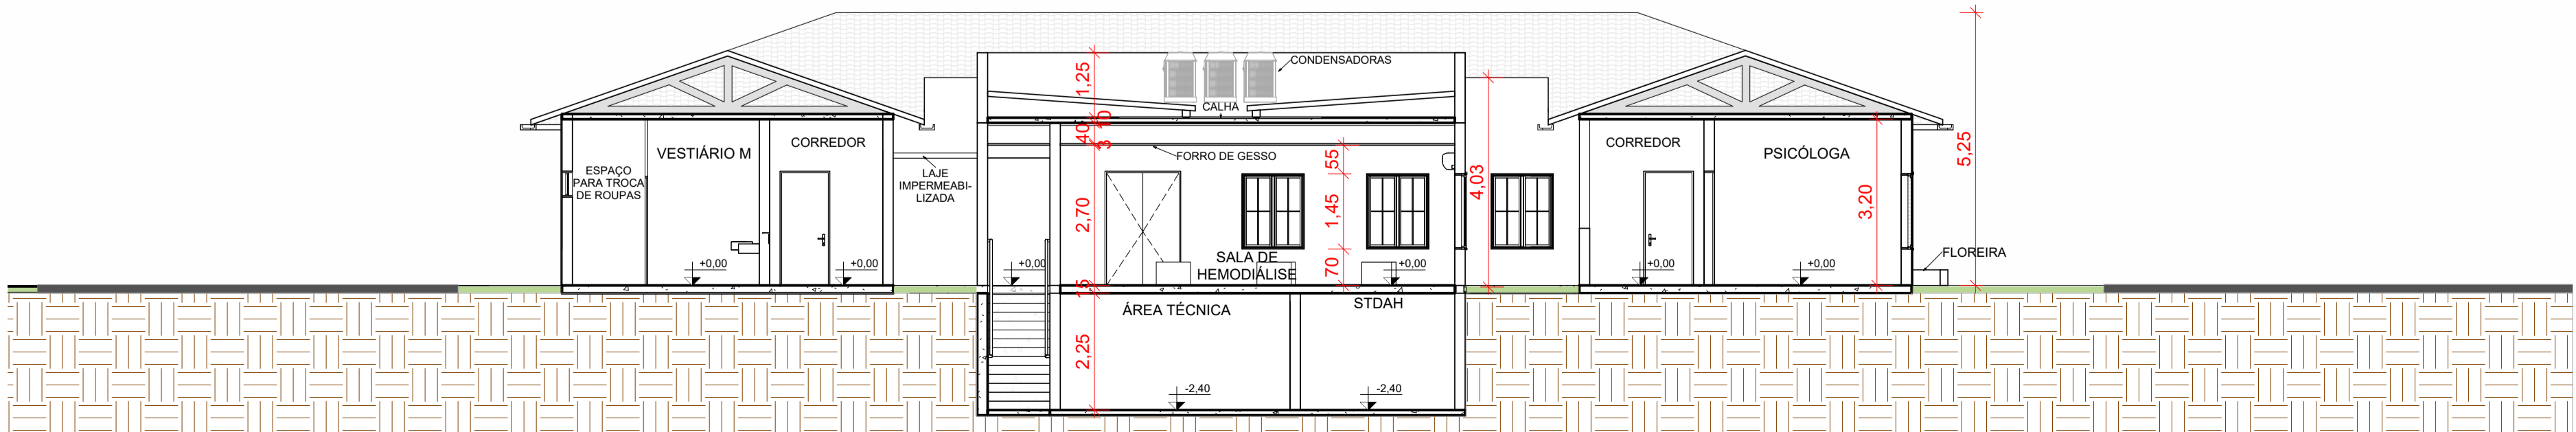 CONDENSADORAS
1,25
CALHA
10
40
3
5,25
CORREDOR
VESTIÁRIO M
ESPAÇO
PARA TROCA
DE ROUPAS
LAJE
IMPERMEABI-
LIZADA
FORRO DE GESSO
55
4,03
CORREDOR
PSICÓLOGA
2,70
1,45
3,20
SALA DE
HEMODIÁLISE
70
FLOREIRA
+0,00
+0,00
+0,00
+0,00
+0,00
+0,00
15
ÁREA TÉCNICA
STDAH
2,25
-2,40
-2,40